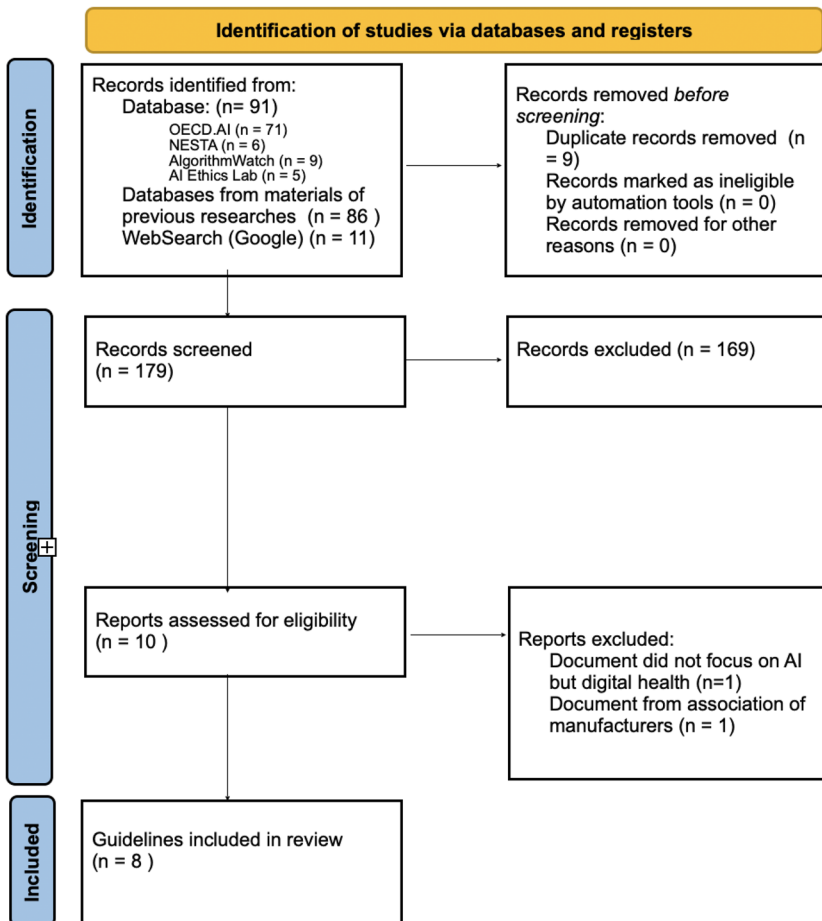 Identification of studies via databases and registers
Identification
Records identified from:
Database: (n= 91)
OECD.AI (n = 71)
NESTA (n = 6)
AlgorithmWatch (n = 9)
AI Ethics Lab (n = 5)
Databases from materials of
previous researches  (n = 86 )
WebSearch (Google) (n = 11)
Records removed before
screening:
Duplicate records removed  (n
= 9)
Records marked as ineligible
by automation tools (n = 0)
Records removed for other
reasons (n = 0)
Screening
Records screened
(n = 179)
Records excluded (n = 169)
Reports assessed for eligibility
(n = 10 )
Reports excluded:
Document did not focus on AI
but digital health (n=1)
Document from association of
manufacturers (n = 1)
Included
Guidelines included in review
(n = 8 )